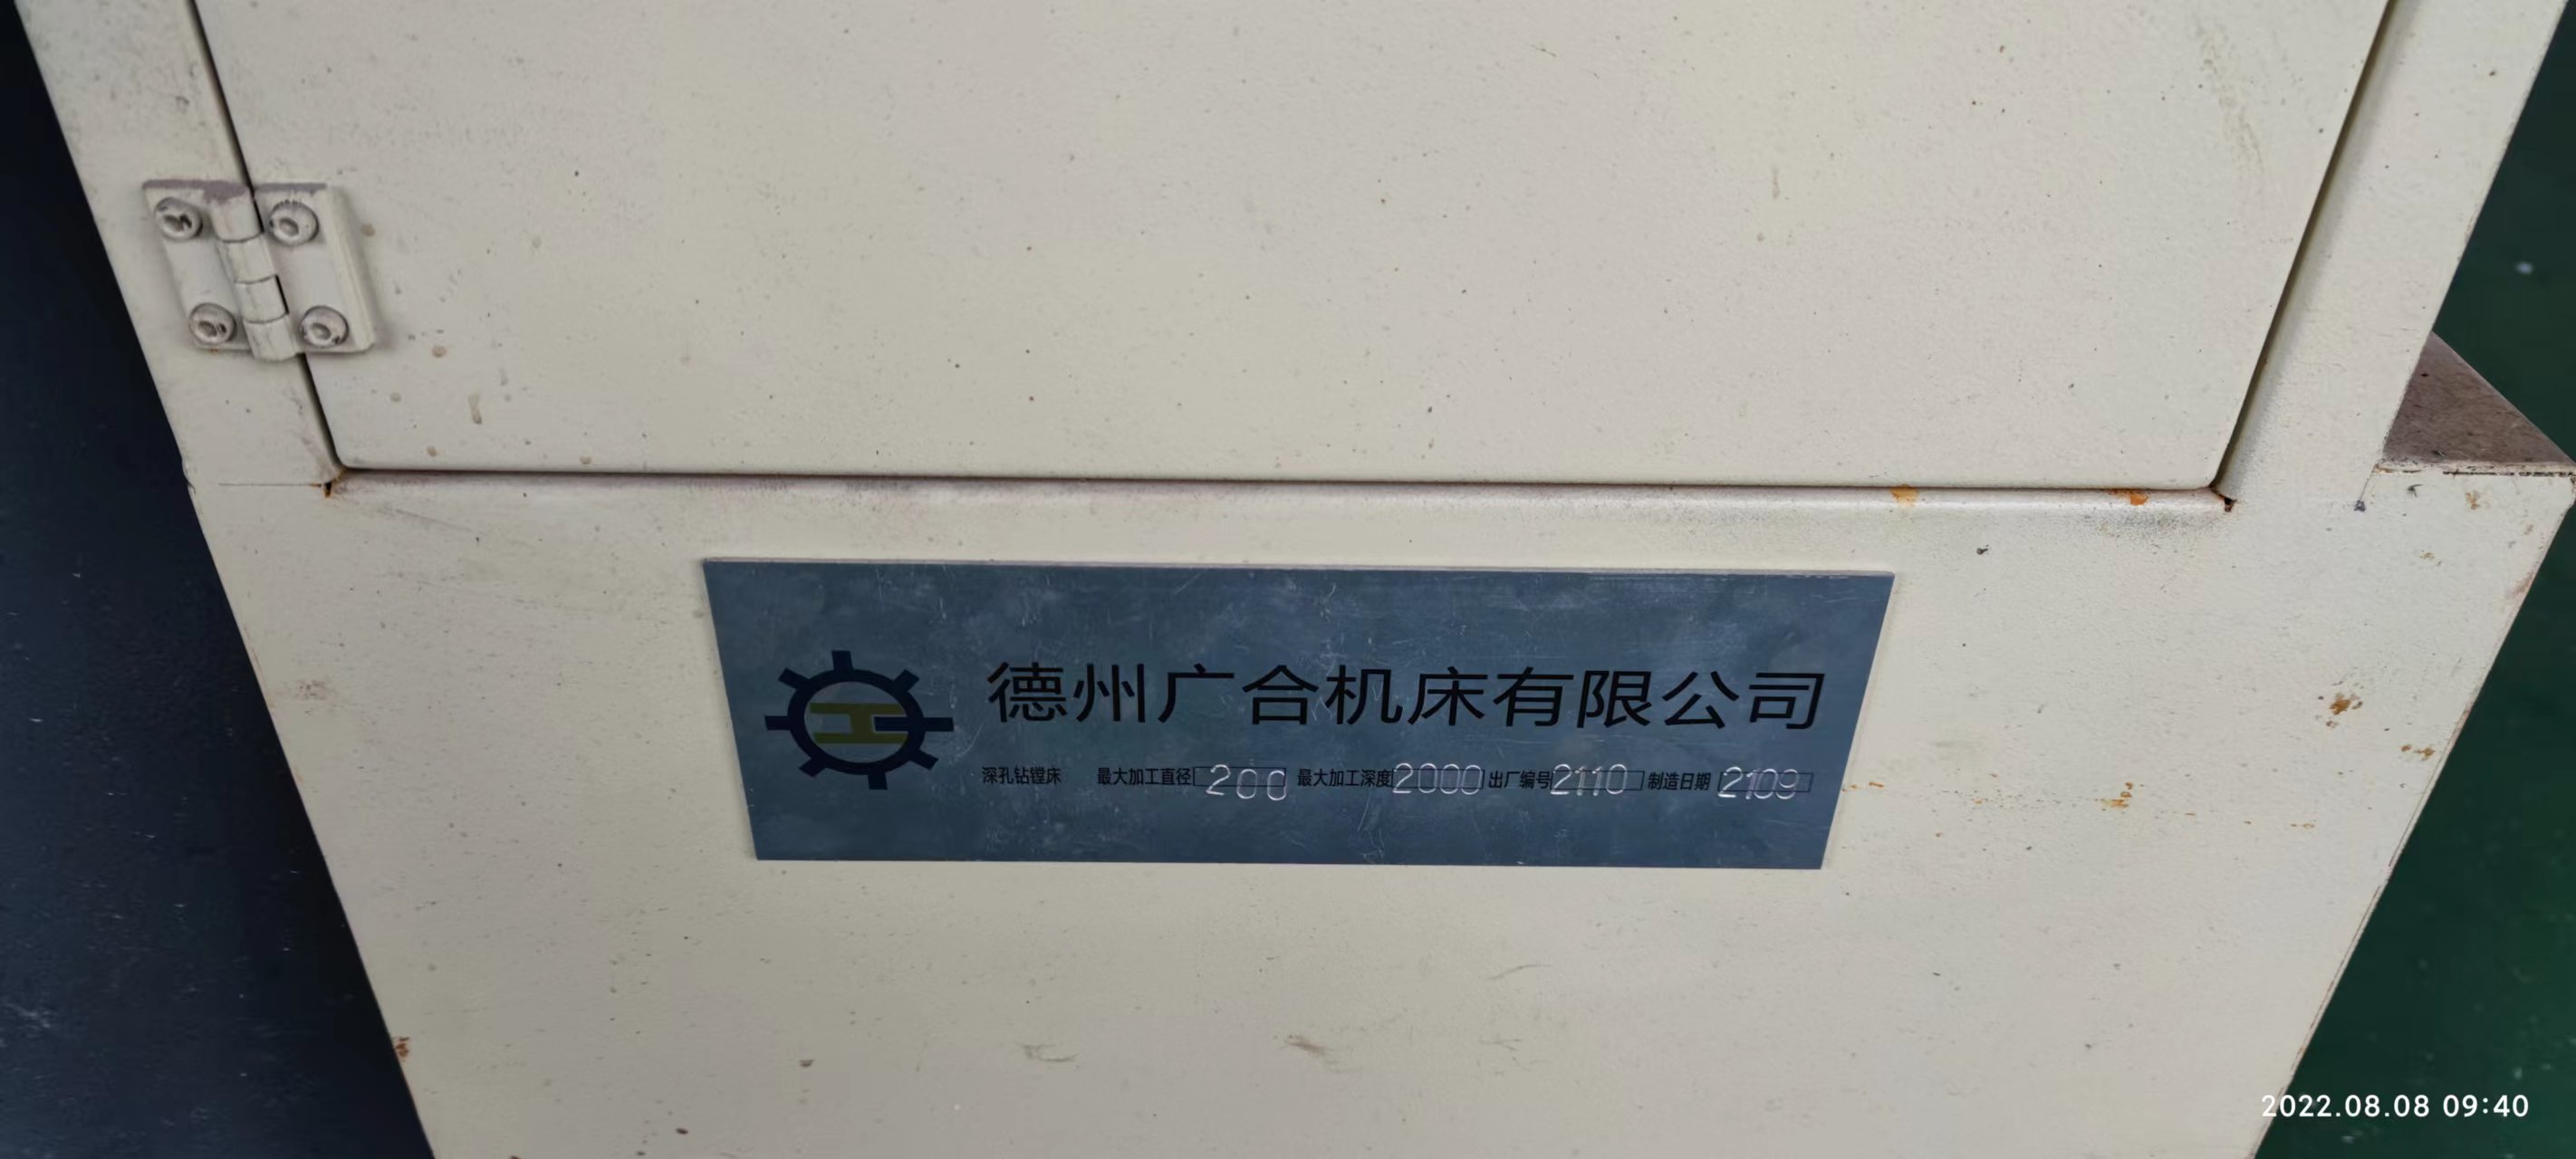 德州广合机床有限公司
深孔钻镗床 最大加工直径 200 最大加工深度 2000 出厂编号 2110 制造日期 2109
2022.08.08 09:40